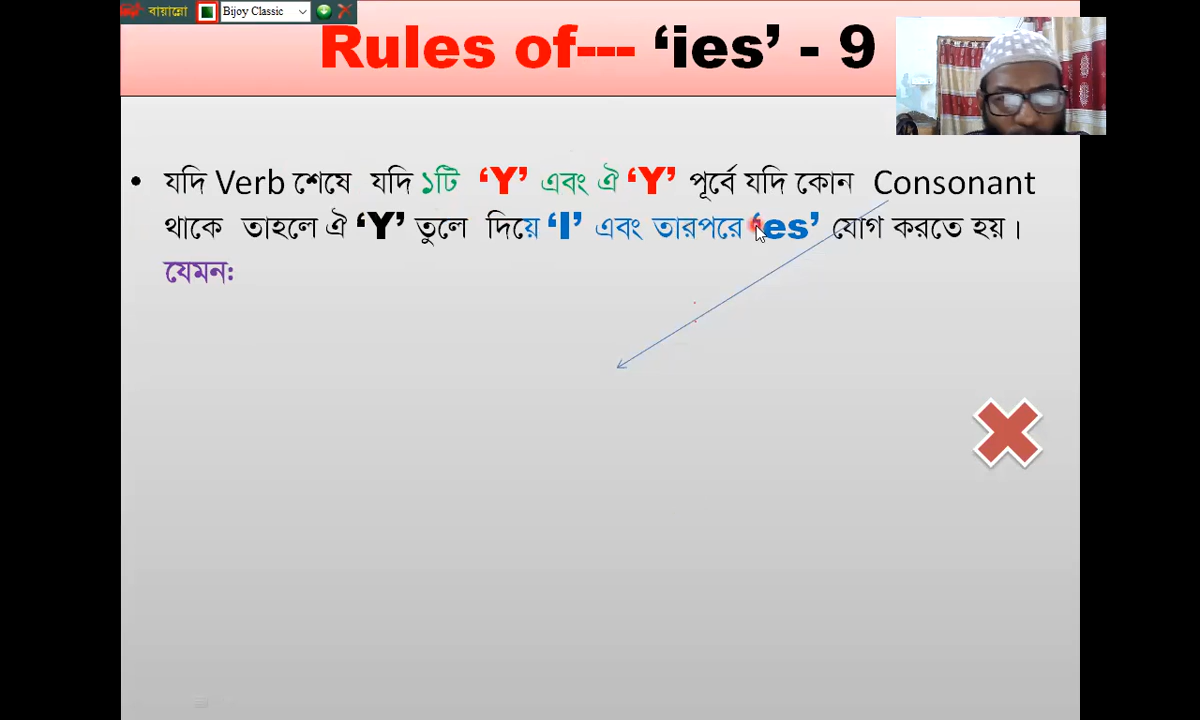 বায়ান্নো
Bijoy Classic
Rules of--- ‘ies’ - 9
• যদি Verb শেষে যদি ১টি ‘Y’ এবং ঐ ‘Y’ পূর্বে যদি কোন Consonant
থাকে তাহলে ঐ ‘Y’ তুলে দিয়ে ‘I’ এবং তারপরে ‘es’ যোগ করতে হয়।
যেমন: